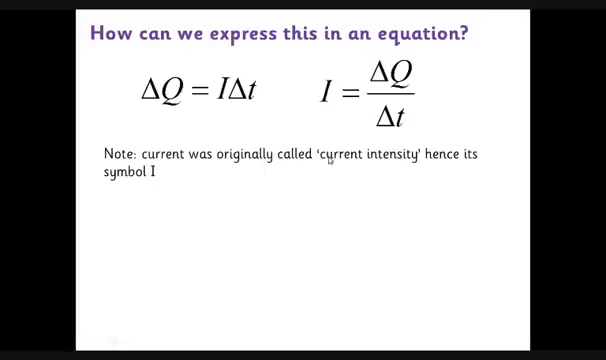 How can we express this in an equation?
ΔQ = IΔt
I = ΔQ/Δt
Note: current was originally called ‘current intensity’ hence its
symbol I